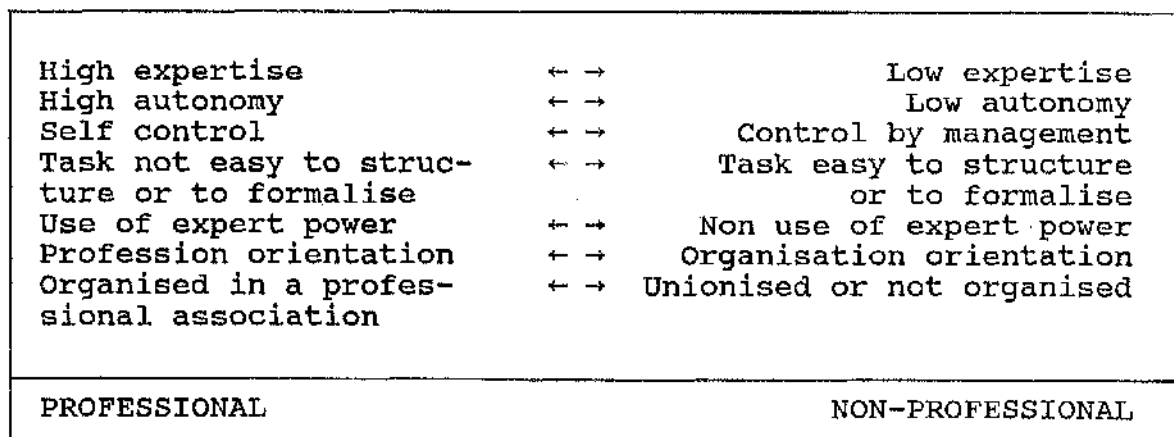 High expertise ← → Low expertise
High autonomy ← → Low autonomy
Self control ← → Control by management
Task not easy to struc- ← → Task easy to structure
ture or to formalise or to formalise
Use of expert power ← → Non use of expert power
Profession orientation ← → Organisation orientation
Organised in a profes- ← → Unionised or not organised
sional association
PROFESSIONAL NON-PROFESSIONAL